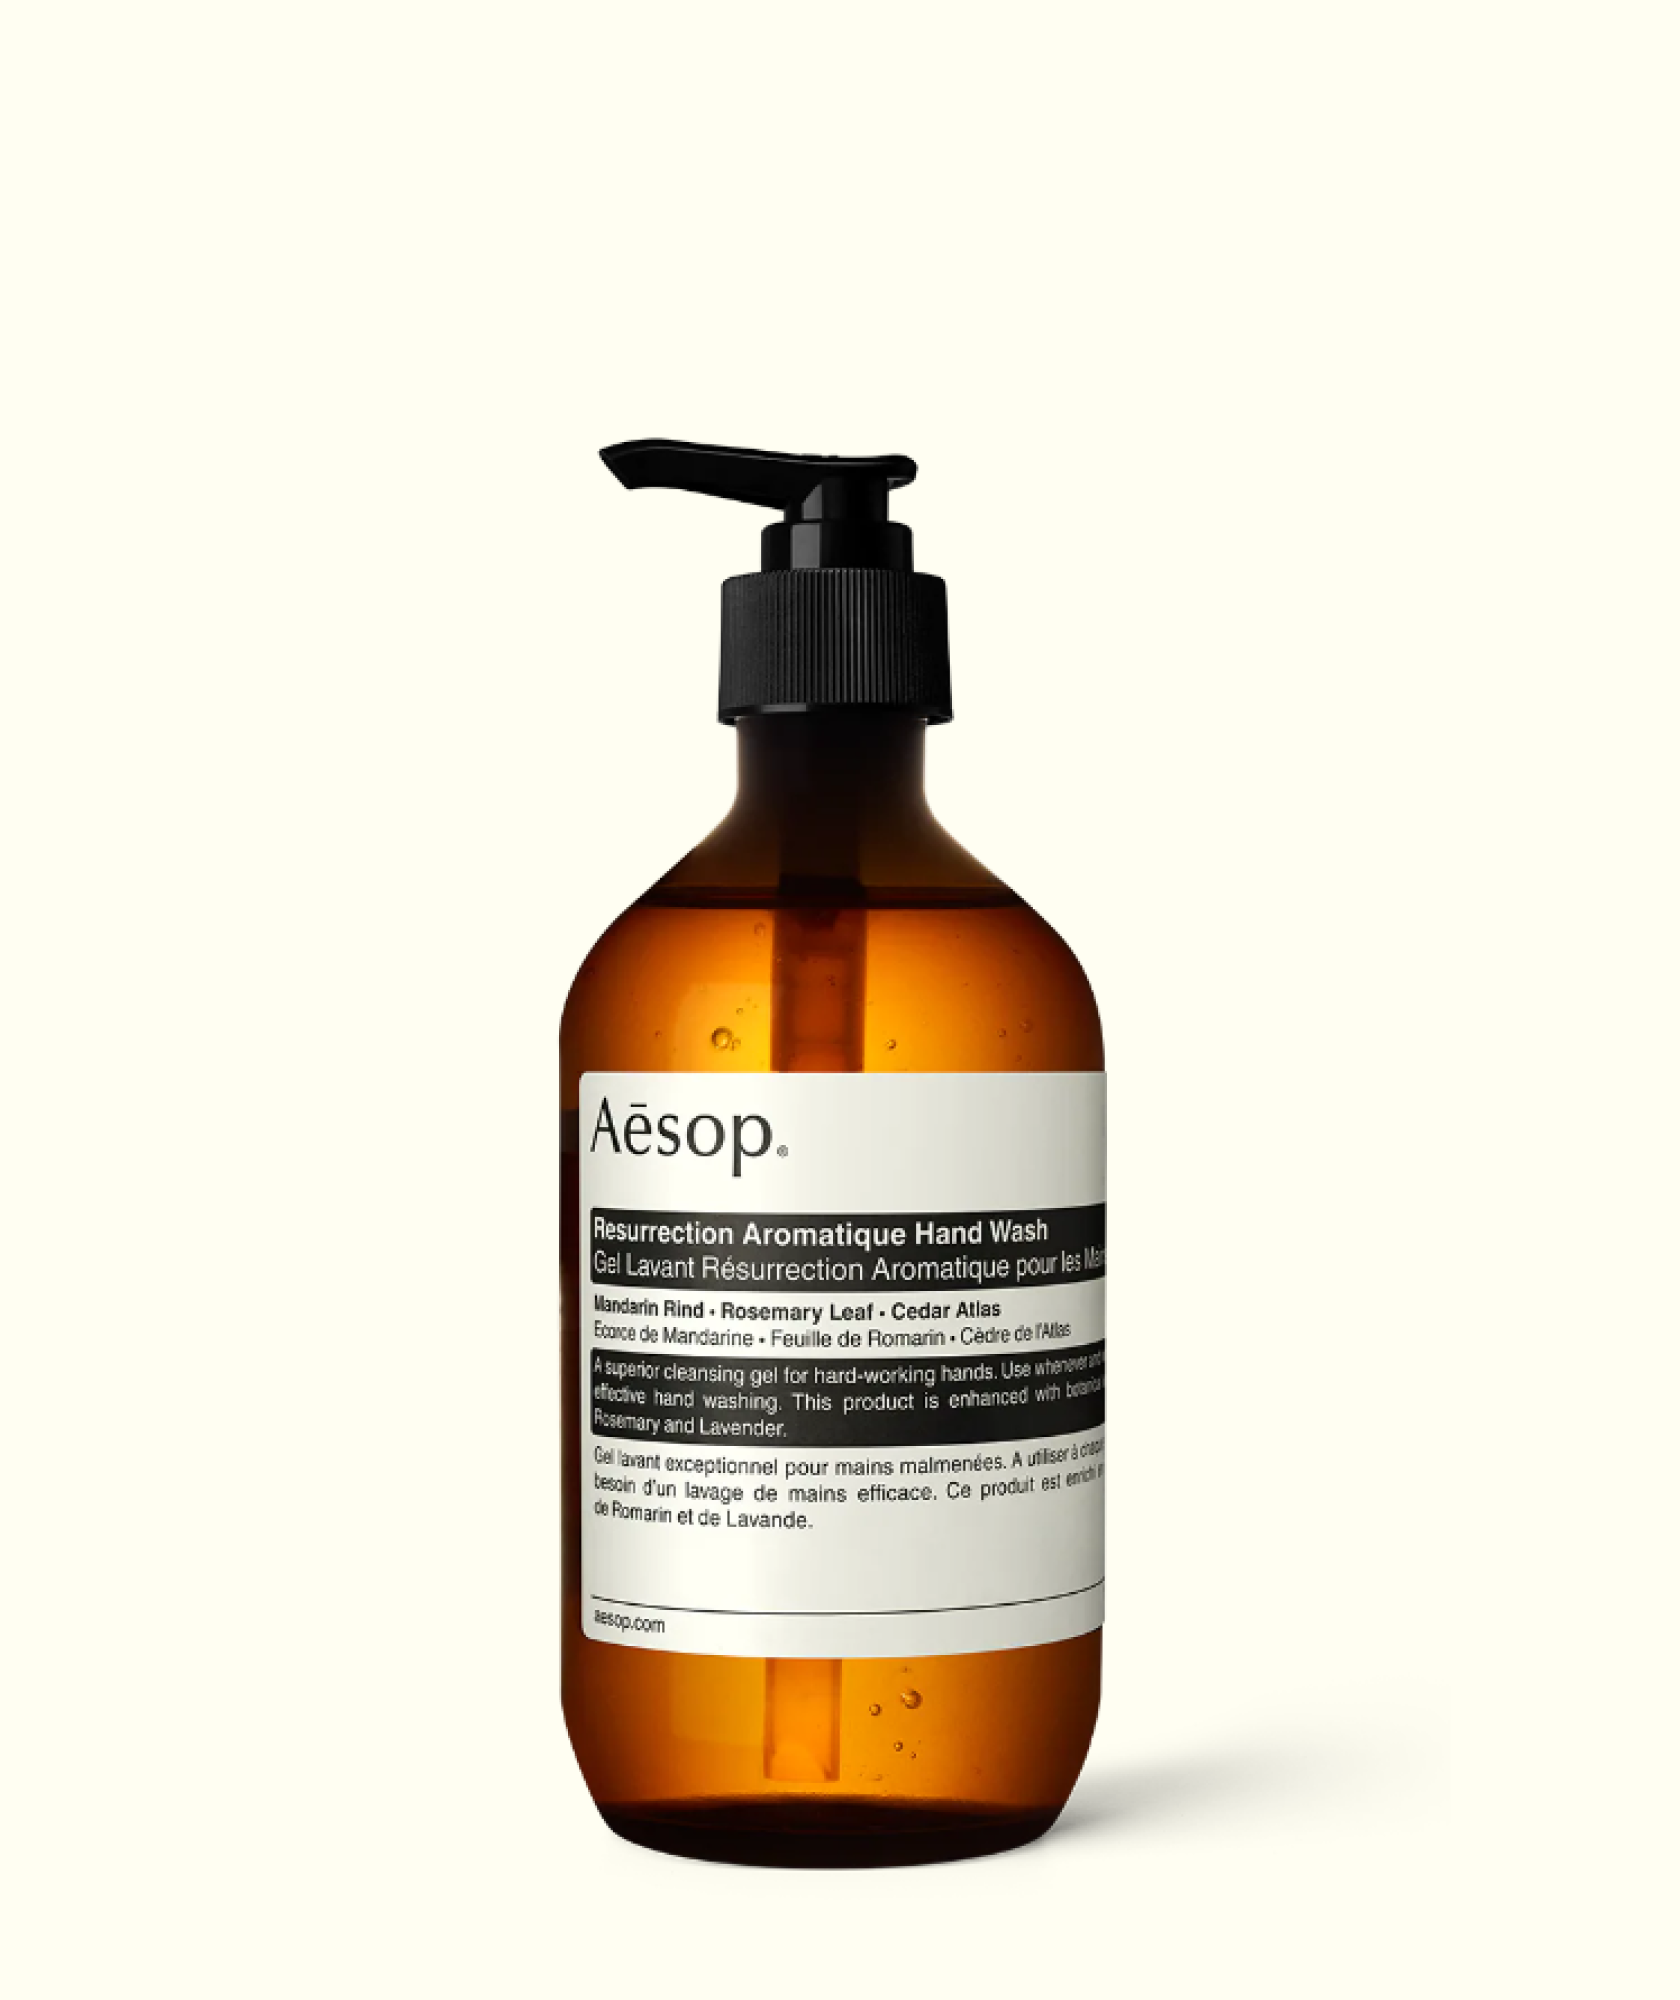 Aēsop.®
Resurrection Aromatique Hand Wash
Gel Lavant Résurrection Aromatique pour les
Mandarin Rind • Rosemary Leaf • Cedar Atlas
Ecorce de Mandarine • Feuille de Romarin • Cèdre de l'Atlas
A superior cleansing gel for hard-working hands. Use whenever and
effective hand washing. This product is enhanced with
Rosemary and Lavender.
Gel lavant exceptionnel pour mains malmenées. A utiliser à
besoin d'un lavage de mains efficace. Ce produit est enrichi
de Romarin et de Lavande.
aesop.com